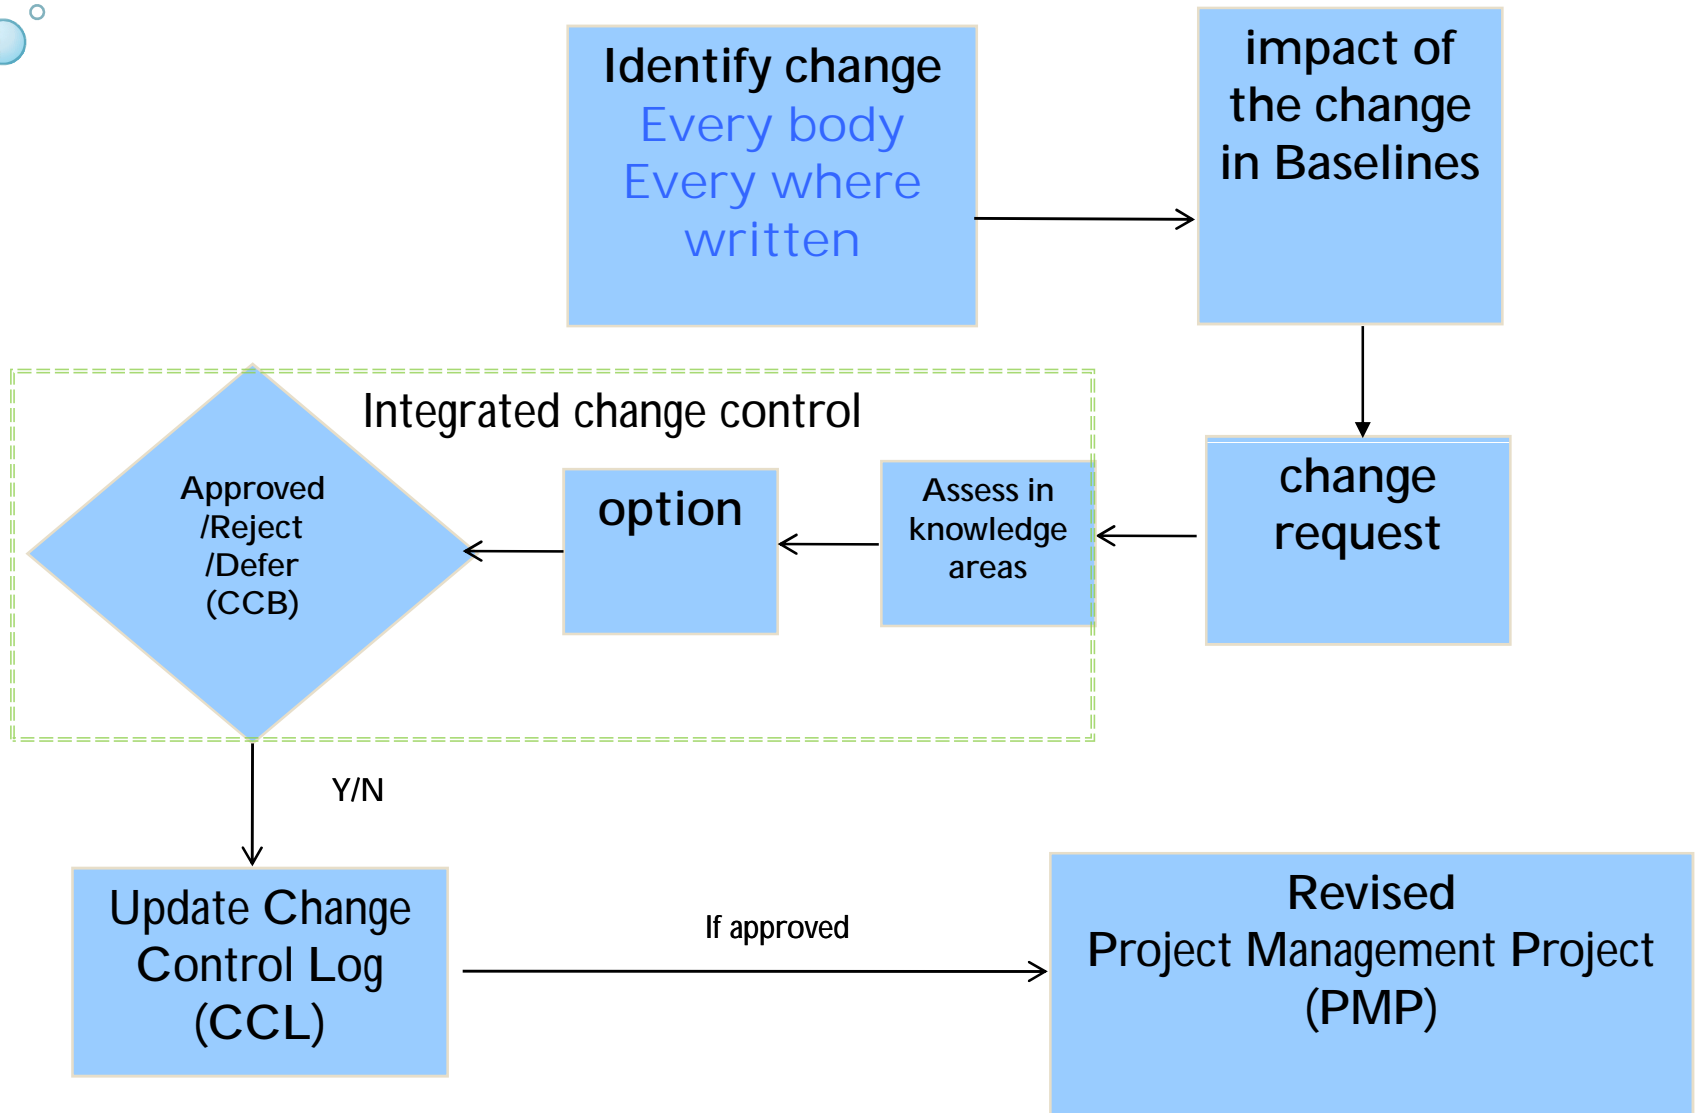 Identify change
Every body
Every where
written
impact of
the change
in Baselines
Integrated change control
change
request
Assess in
knowledge
areas
option
Approved
/Reject
/Defer
(CCB)
Y/N
Update Change
Control Log
(CCL)
If approved
Revised
Project Management Project
(PMP)